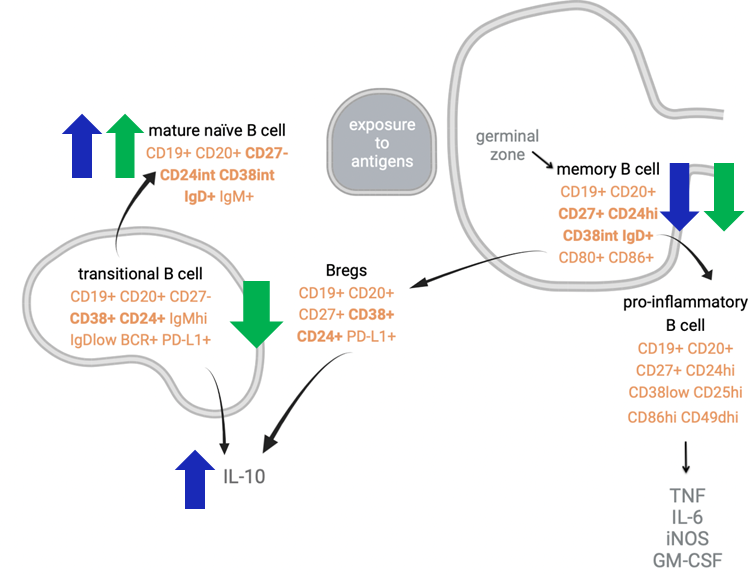 exposure
to
antigens
germinal
zone
mature naïve B cell
CD19+ CD20+ CD27-
CD24int CD38int
IgD+ IgM+
memory B cell
CD19+ CD20+
CD27+ CD24hi
CD38int IgD+
CD80+ CD86+
transitional B cell
CD19+ CD20+ CD27-
CD38+ CD24+ IgMhi
IgDlow BCR+ PD-L1+
Bregs
CD19+ CD20+
CD27+ CD38+
CD24+ PD-L1+
pro-inflammatory
B cell
CD19+ CD20+
CD27+ CD24hi
CD38low CD25hi
CD86hi CD49dhi
IL-10
TNF
IL-6
iNOS
GM-CSF